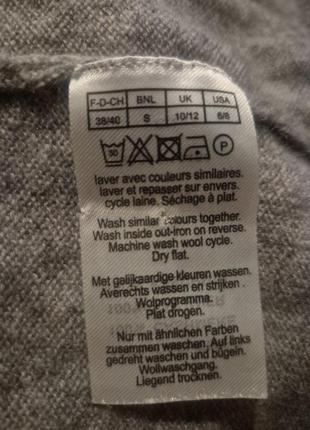 F-D-CH BNL UK USA
38/40 S 10/12 6/8
30 P
laver avec couleurs similaires.
laver et repasser sur envers.
cycle laine. Séchage à plat.
Wash similar colours together.
Wash inside out-iron on reverse.
Machine wash wool cycle.
Dry flat.
Met gelijkaardige kleuren wassen.
Averechts wassen en strijken .
Wolprogramma.
Plat drogen.
Nur mit ähnlichen Farben
zusammen waschen. Auf links
gedreht waschen und bügeln.
Wollwaschgang.
Liegend trocknen.